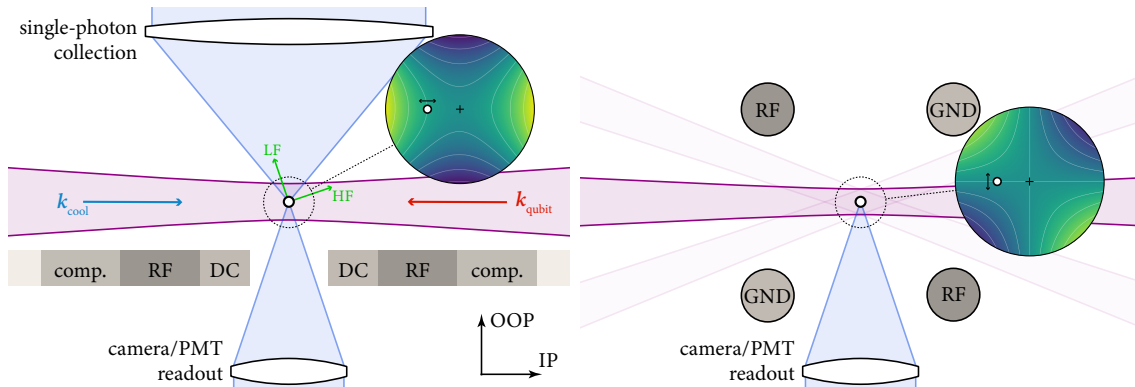 single-photon
collection
LF
HF
k_cool
k_qubit
comp.
RF
DC
DC
RF
comp.
OOP
IP
camera/PMT
readout
RF
GND
GND
RF
camera/PMT
readout